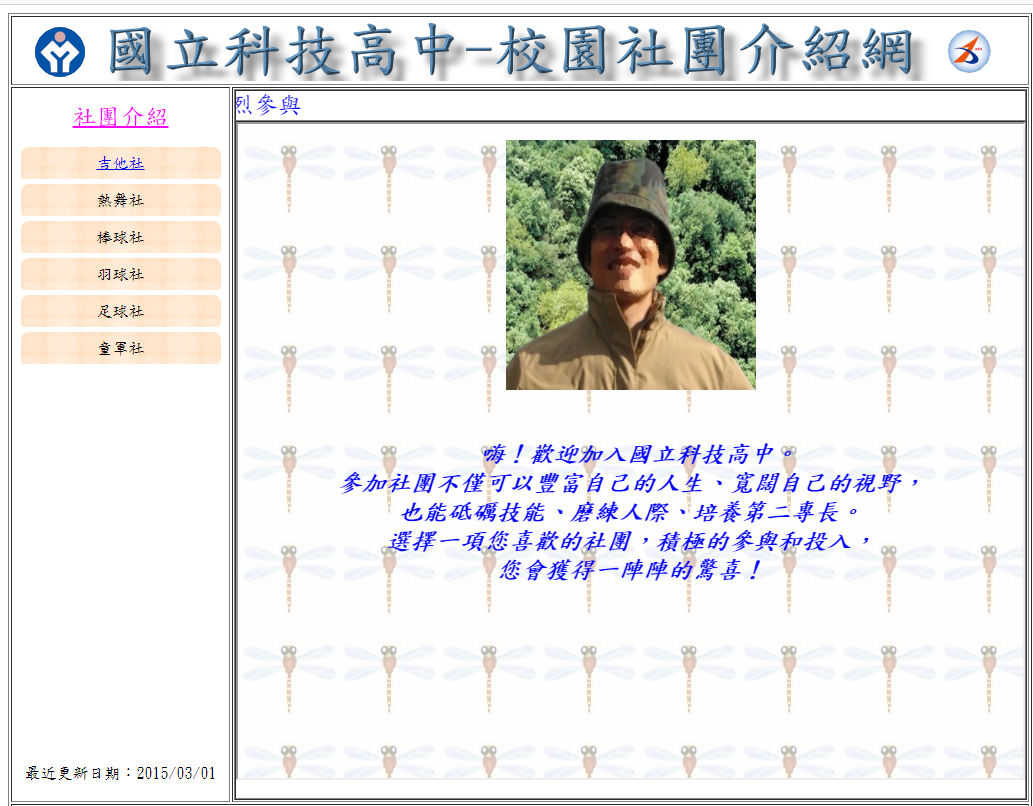 國立科技高中-校園社團介紹網
社團介紹
吉他社
熱舞社
棒球社
羽球社
足球社
童軍社
最近更新日期：2015/03/01
烈參與
嗨！歡迎加入國立科技高中。
參加社團不僅可以豐富自己的人生、寬闊自己的視野，
也能砥礪技能、磨練人際、培養第二專長。
選擇一項您喜歡的社團，積極的參與和投入，
您會獲得一陣陣的驚喜！